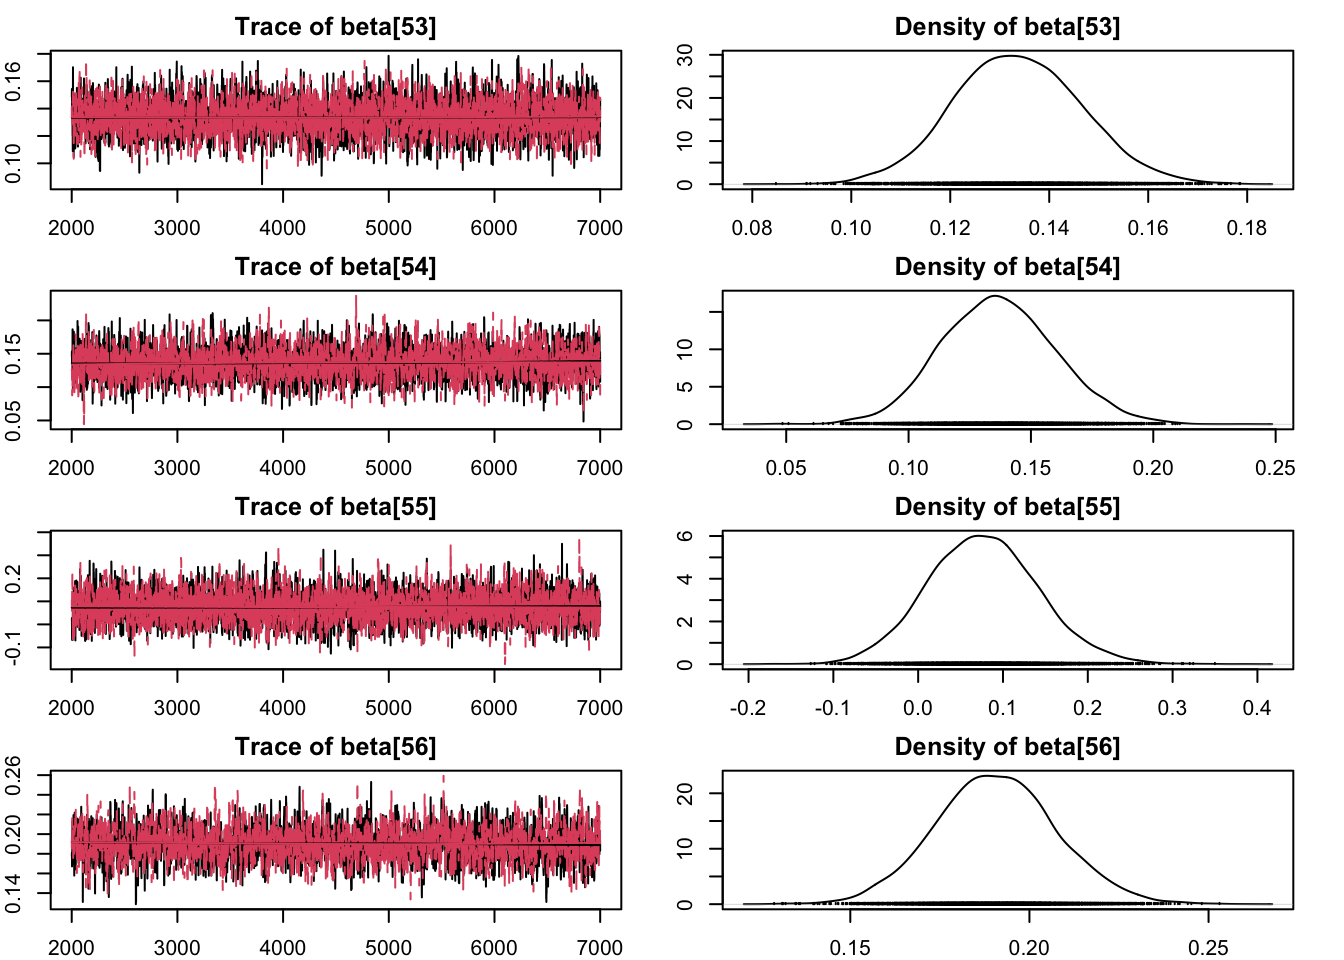 Trace of beta[53]
0.10 0.16
2000 3000 4000 5000 6000 7000
Density of beta[53]
0 10 20 30
0.08 0.10 0.12 0.14 0.16 0.18
Trace of beta[54]
0.05 0.15
2000 3000 4000 5000 6000 7000
Density of beta[54]
0 5 10
0.05 0.10 0.15 0.20 0.25
Trace of beta[55]
-0.1 0.2
2000 3000 4000 5000 6000 7000
Density of beta[55]
0 2 4 6
-0.2 -0.1 0.0 0.1 0.2 0.3 0.4
Trace of beta[56]
0.14 0.20 0.26
2000 3000 4000 5000 6000 7000
Density of beta[56]
0 10 20
0.15 0.20 0.25